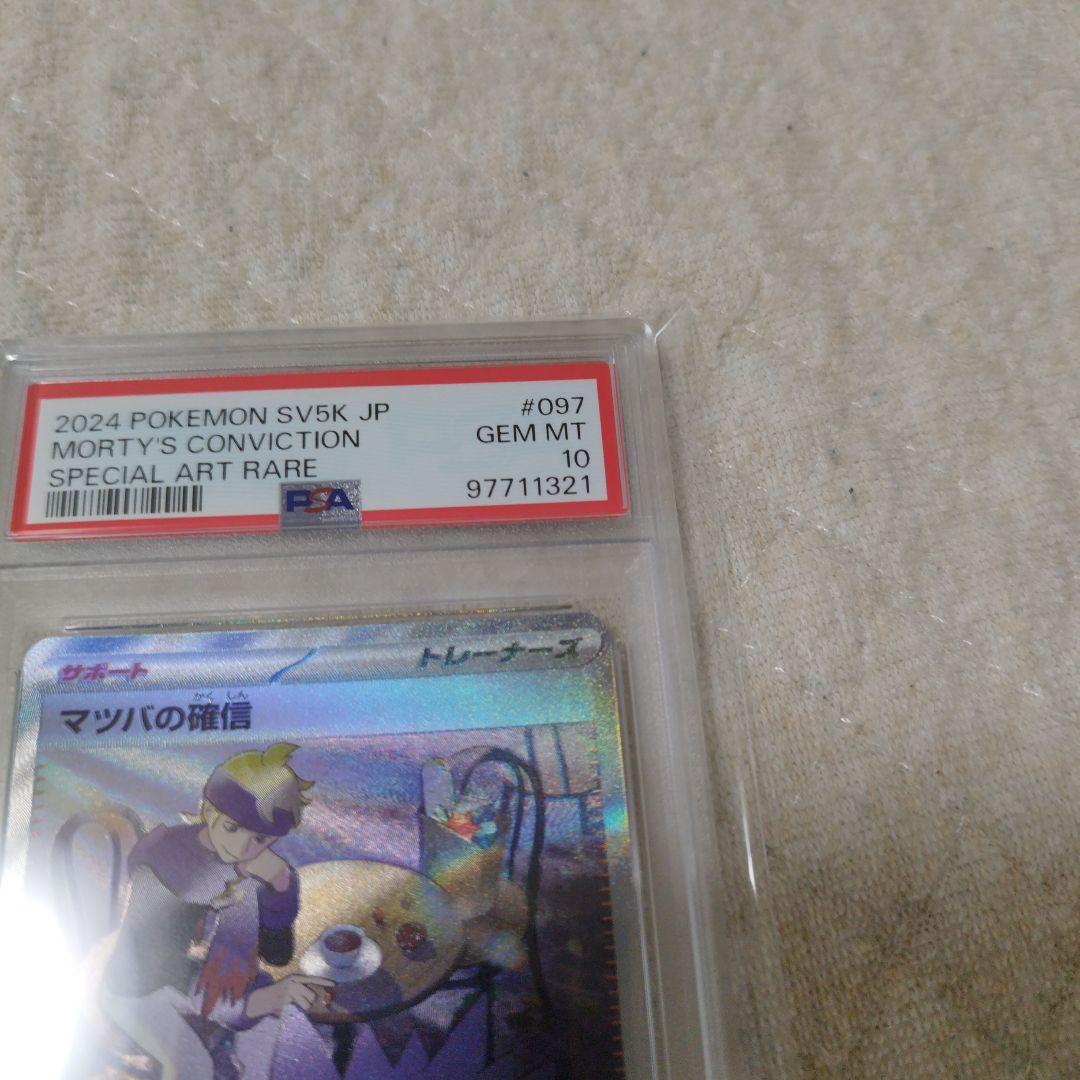 2024 POKEMON SV5K JP #097
MORTY'S CONVICTION GEM MT
SPECIAL ART RARE 10
PSA 97711321
サポート トレーナーズ
かくしん
マツバの確信